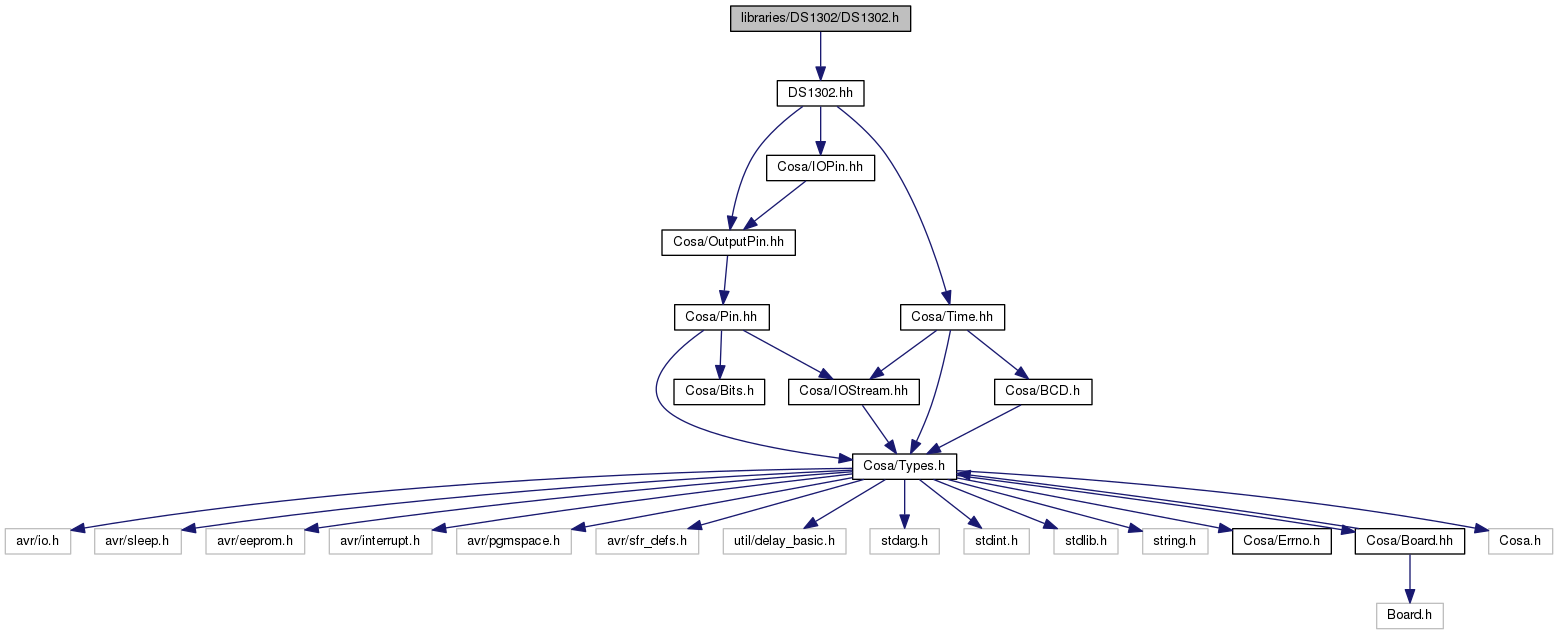 libraries/DS1302/DS1302.h
DS1302.hh
Cosa/IOPin.hh
Cosa/OutputPin.hh
Cosa/Pin.hh
Cosa/Time.hh
Cosa/Bits.h
Cosa/IOStream.hh
Cosa/BCD.h
Cosa/Types.h
avr/io.h
avr/sleep.h
avr/eeprom.h
avr/interrupt.h
avr/pgmspace.h
avr/sfr_defs.h
util/delay_basic.h
stdarg.h
stdint.h
stdlib.h
string.h
Cosa/Errno.h
Cosa/Board.hh
Cosa.h
Board.h